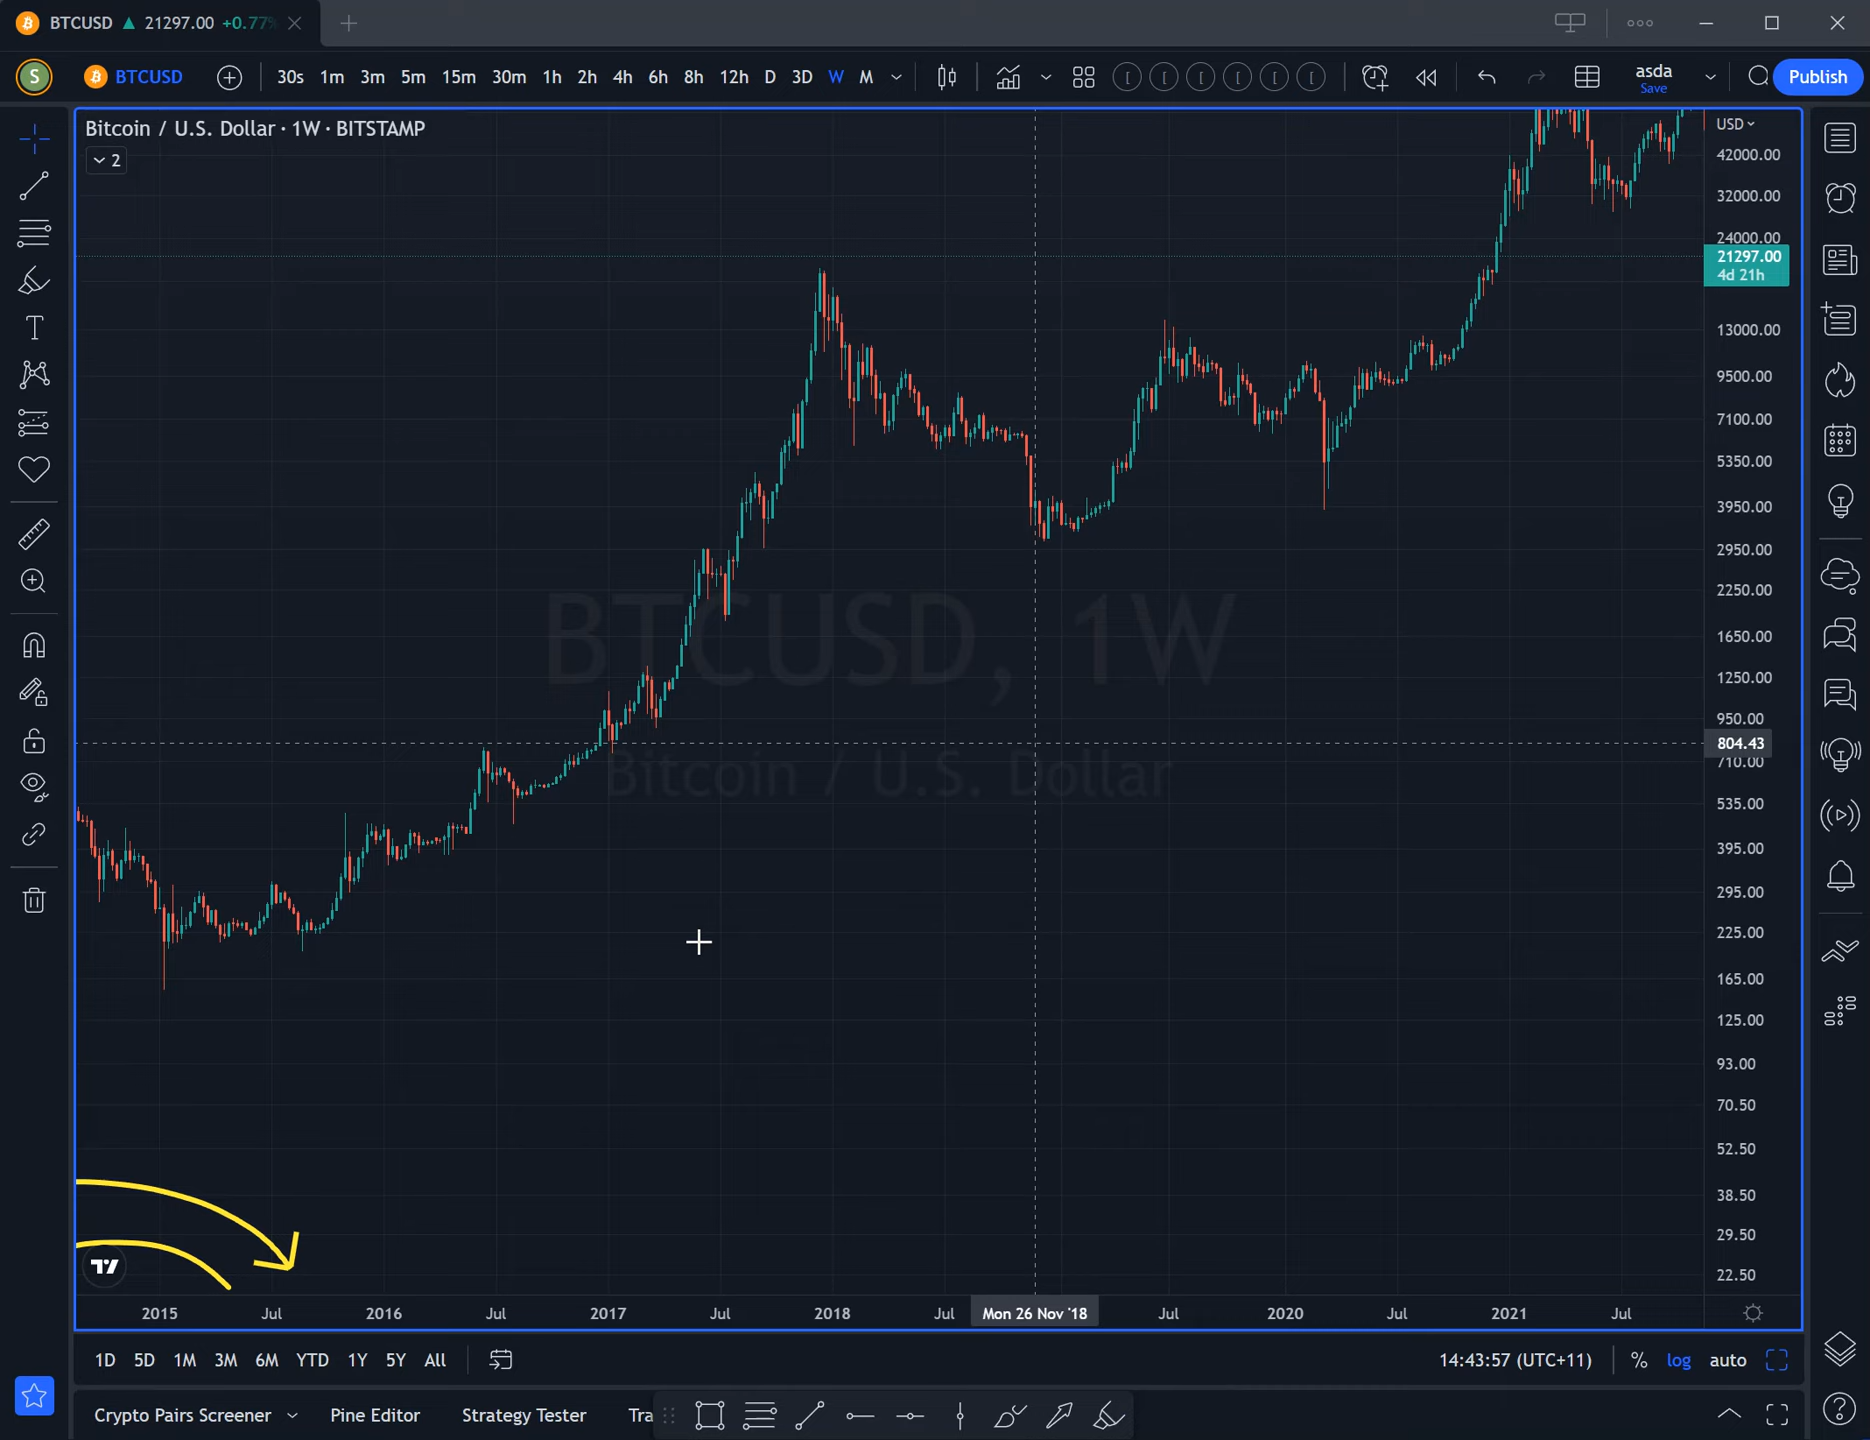 BTCUSD ▲ 21297.00 +0.77%
S BTCUSD 30s 1m 3m 5m 15m 30m 1h 2h 4h 6h 8h 12h D 3D W M asda Publish
Save
Bitcoin / U.S. Dollar · 1W · BITSTAMP
2
USD
42000.00
32000.00
24000.00
21297.00
4d 21h
13000.00
9500.00
7100.00
5350.00
3950.00
2950.00
2250.00
1650.00
1250.00
950.00
804.43
710.00
535.00
395.00
295.00
225.00
165.00
125.00
93.00
70.50
52.50
38.50
29.50
22.50
BTCUSD, 1W
Bitcoin / U.S. Dollar
2015 Jul 2016 Jul 2017 Jul 2018 Jul Mon 26 Nov '18 Jul 2020 Jul 2021 Jul
1D 5D 1M 3M 6M YTD 1Y 5Y All 14:43:57 (UTC+11) % log auto
Crypto Pairs Screener Pine Editor Strategy Tester Tra